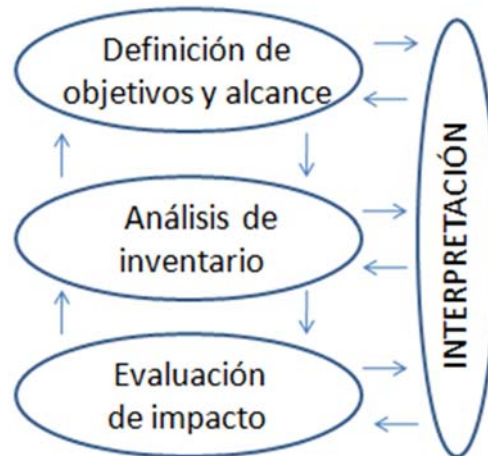 Definición de
objetivos y alcance
Análisis de
inventario
Evaluación
de impacto
INTERPRETACIÓN